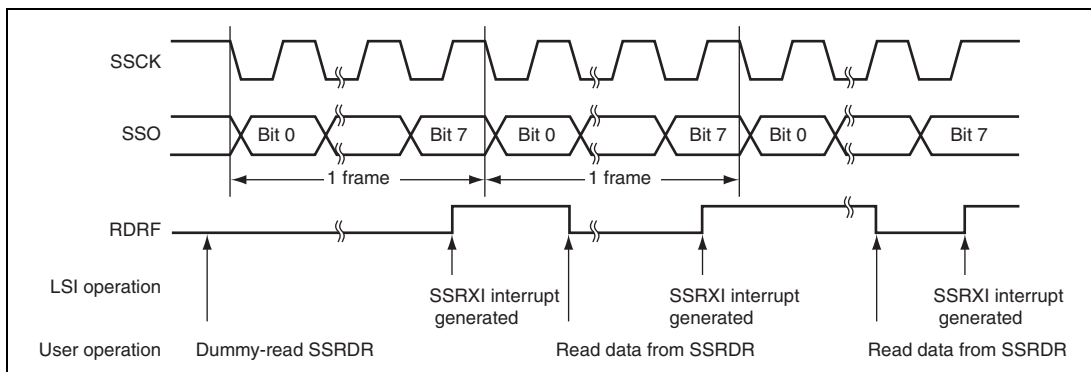 SSCK
SSO
Bit 0
Bit 7
Bit 0
Bit 7
Bit 0
Bit 7
1 frame
1 frame
RDRF
LSI operation
SSRXI interrupt
generated
SSRXI interrupt
generated
SSRXI interrupt
generated
User operation
Dummy-read SSRDR
Read data from SSRDR
Read data from SSRDR